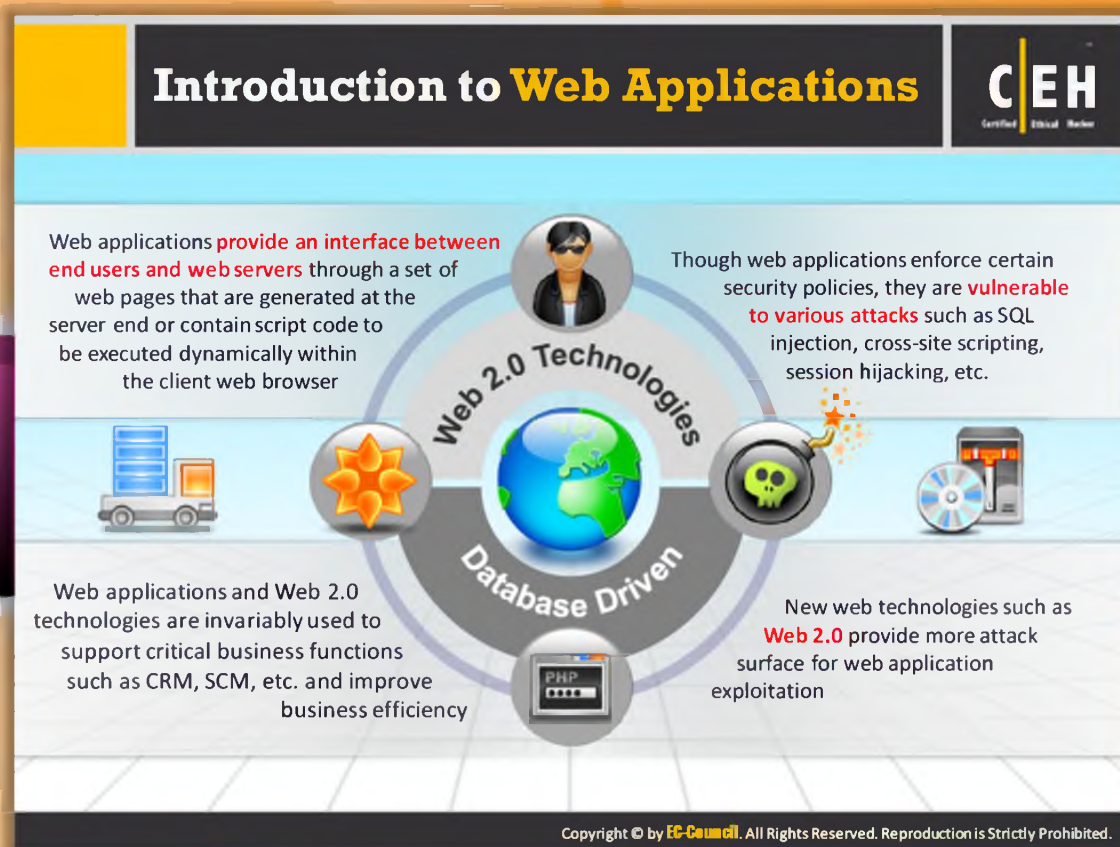 Introduction to Web Applications
C EH
Certified Ethical Hacker
Web applications provide an interface between
end users and web servers through a set of
web pages that are generated at the
server end or contain script code to
be executed dynamically within
the client web browser
Though web applications enforce certain
security policies, they are vulnerable
to various attacks such as SQL
injection, cross-site scripting,
session hijacking, etc.
Web 2.0 Technologies
Database Driven
PHP
Web applications and Web 2.0
technologies are invariably used to
support critical business functions
such as CRM, SCM, etc. and improve
business efficiency
New web technologies such as
Web 2.0 provide more attack
surface for web application
exploitation
Copyright © by EC-Council. All Rights Reserved. Reproduction is Strictly Prohibited.